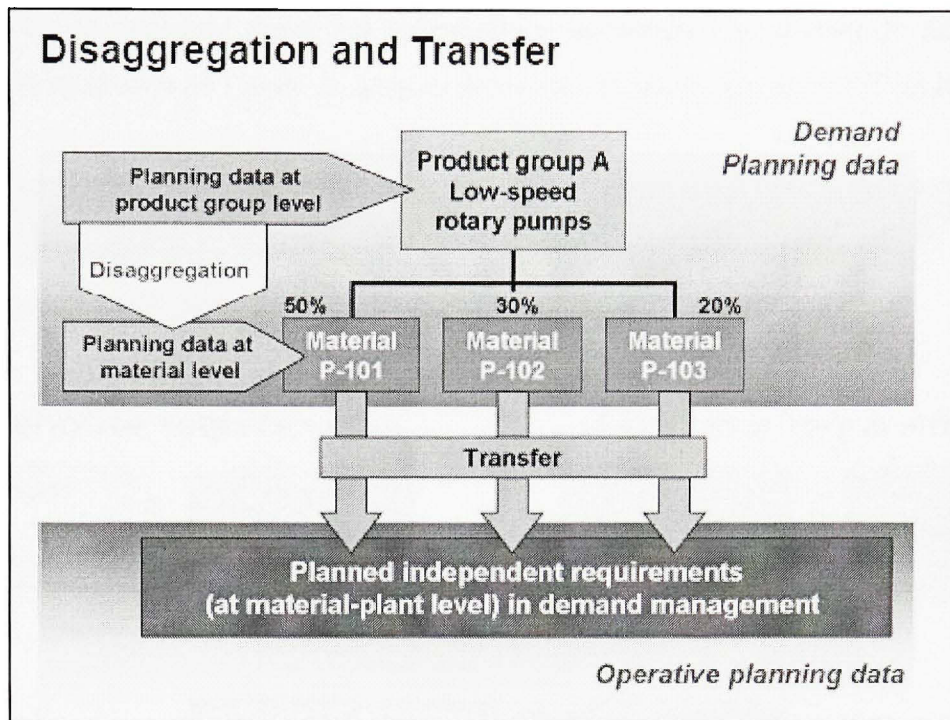 Disaggregation and Transfer
Demand
Planning data
Planning data at
product group level
Product group A
Low-speed
rotary pumps
Disaggregation
50%
30%
20%
Planning data at
material level
Material
P-101
Material
P-102
Material
P-103
Transfer
Planned independent requirements
(at material-plant level) in demand management
Operative planning data